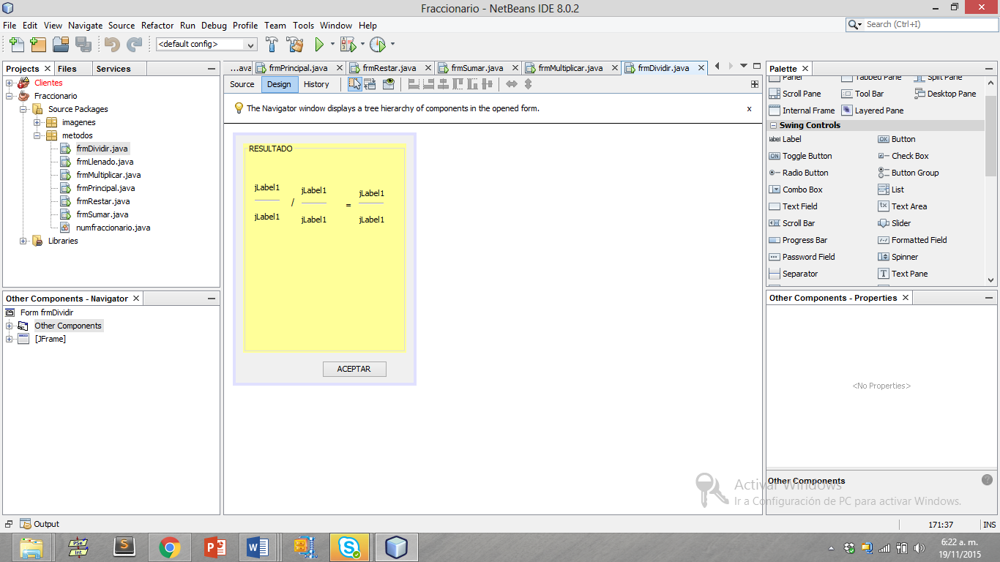 Fraccionario - NetBeans IDE 8.0.2
File Edit View Navigate Source Refactor Run Debug Profile Team Tools Window Help
Search (Ctrl+I)
<default config>
Projects Files Services
Clientes
Fraccionario
Source Packages
imagenes
metodos
frmDividir.java
frmLlenado.java
frmMultiplicar.java
frmPrincipal.java
frmRestar.java
frmSumar.java
numfraccionario.java
Libraries
Other Components - Navigator
Form frmDividir
Other Components
[JFrame]
...ava frmPrincipal.java frmRestar.java frmSumar.java frmMultiplicar.java frmDividir.java
Source Design History
The Navigator window displays a tree hierarchy of components in the opened form. x
RESULTADO
jLabel1 jLabel1 jLabel1
/ =
jLabel1 jLabel1 jLabel1
ACEPTAR
Palette
Panel Tabbed Pane Split Pane
Scroll Pane Tool Bar Desktop Pane
Internal Frame Layered Pane
Swing Controls
label Label OK Button
ON Toggle Button Check Box
Radio Button Button Group
Combo Box List
Text Field Text Area
Scroll Bar Slider
Progress Bar Formatted Field
Password Field Spinner
Separator T Text Pane
Other Components - Properties
<No Properties>
Other Components
Activar Windows
Ir a Configuración de PC para activar Windows.
Output
171:37 INS
PSe
Int
6:22 a. m.
19/11/2015